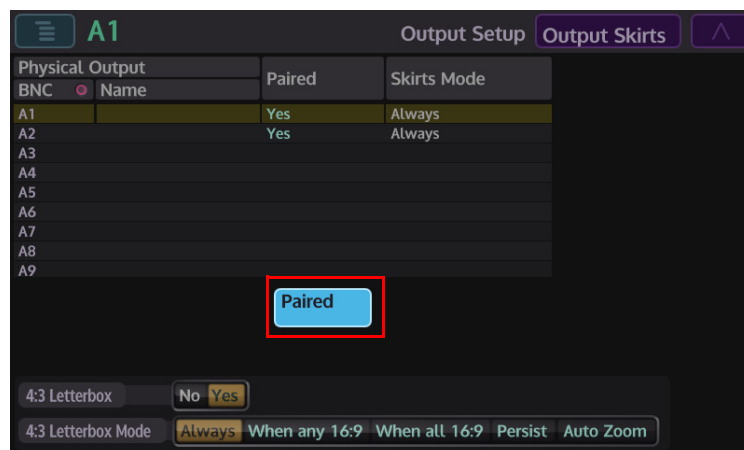 A1 Output Setup Output Skirts
Physical Output Paired Skirts Mode
BNC Name
A1 Yes Always
A2 Yes Always
A3
A4
A5
A6
A7
A8
A9
Paired
4:3 Letterbox No Yes
4:3 Letterbox Mode Always When any 16:9 When all 16:9 Persist Auto Zoom